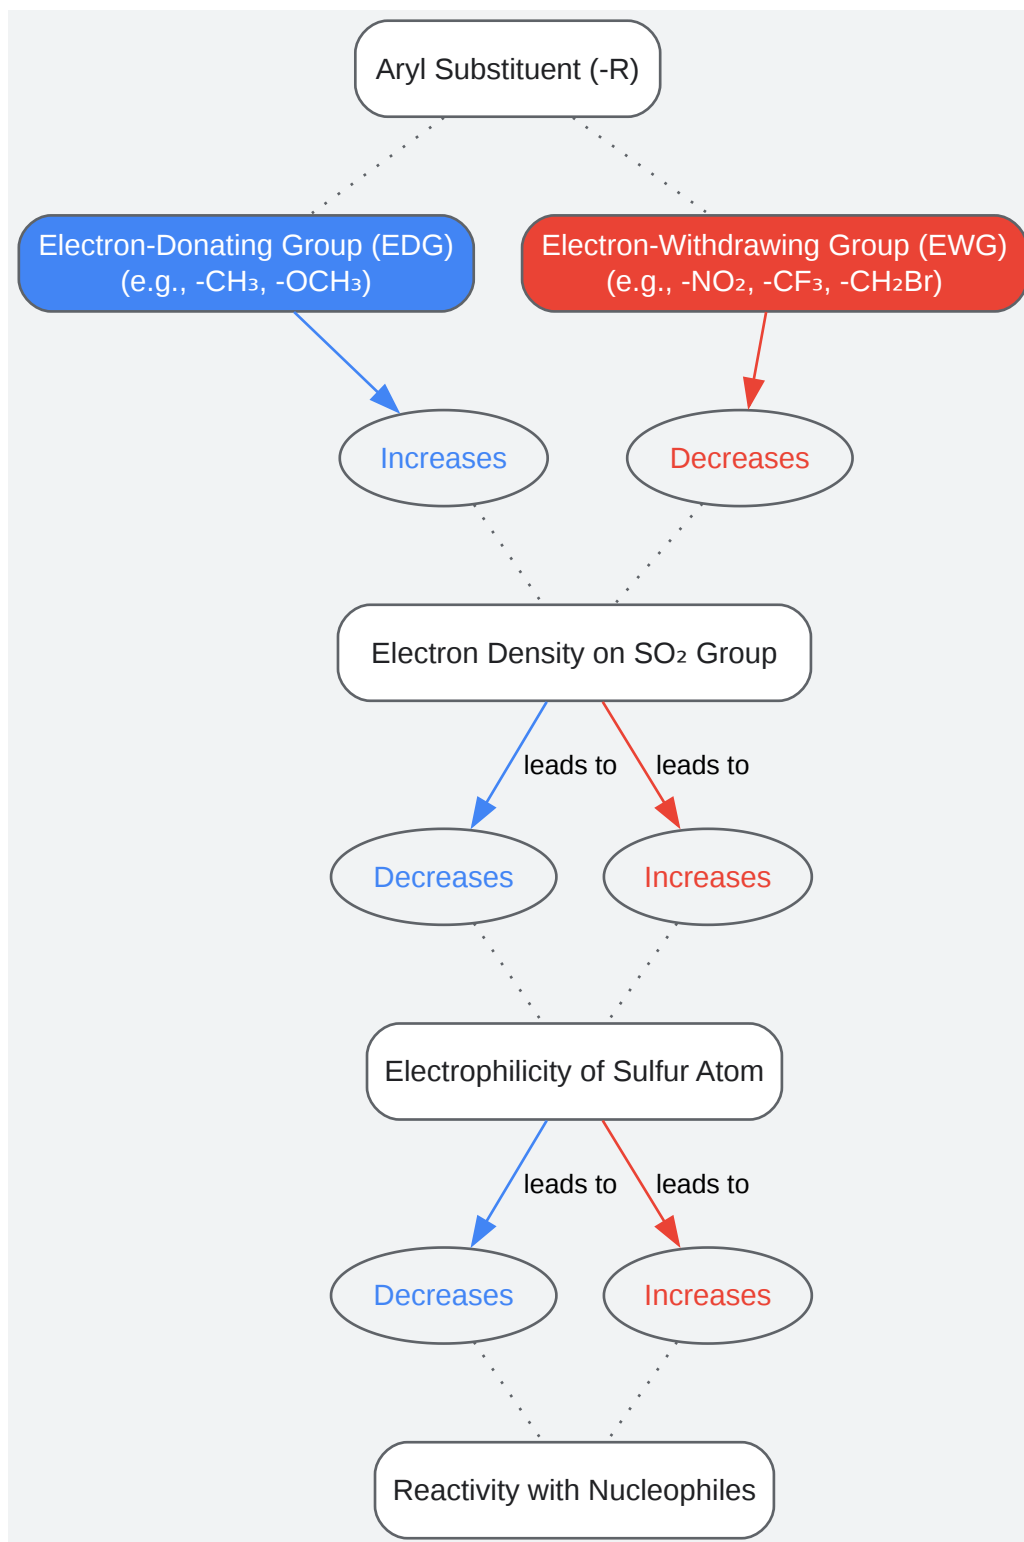 Aryl Substituent (-R)
Electron-Donating Group (EDG)
(e.g., -CH₃, -OCH₃)
Electron-Withdrawing Group (EWG)
(e.g., -NO₂, -CF₃, -CH₂Br)
Increases
Decreases
Electron Density on SO₂ Group
leads to
leads to
Decreases
Increases
Electrophilicity of Sulfur Atom
leads to
leads to
Decreases
Increases
Reactivity with Nucleophiles